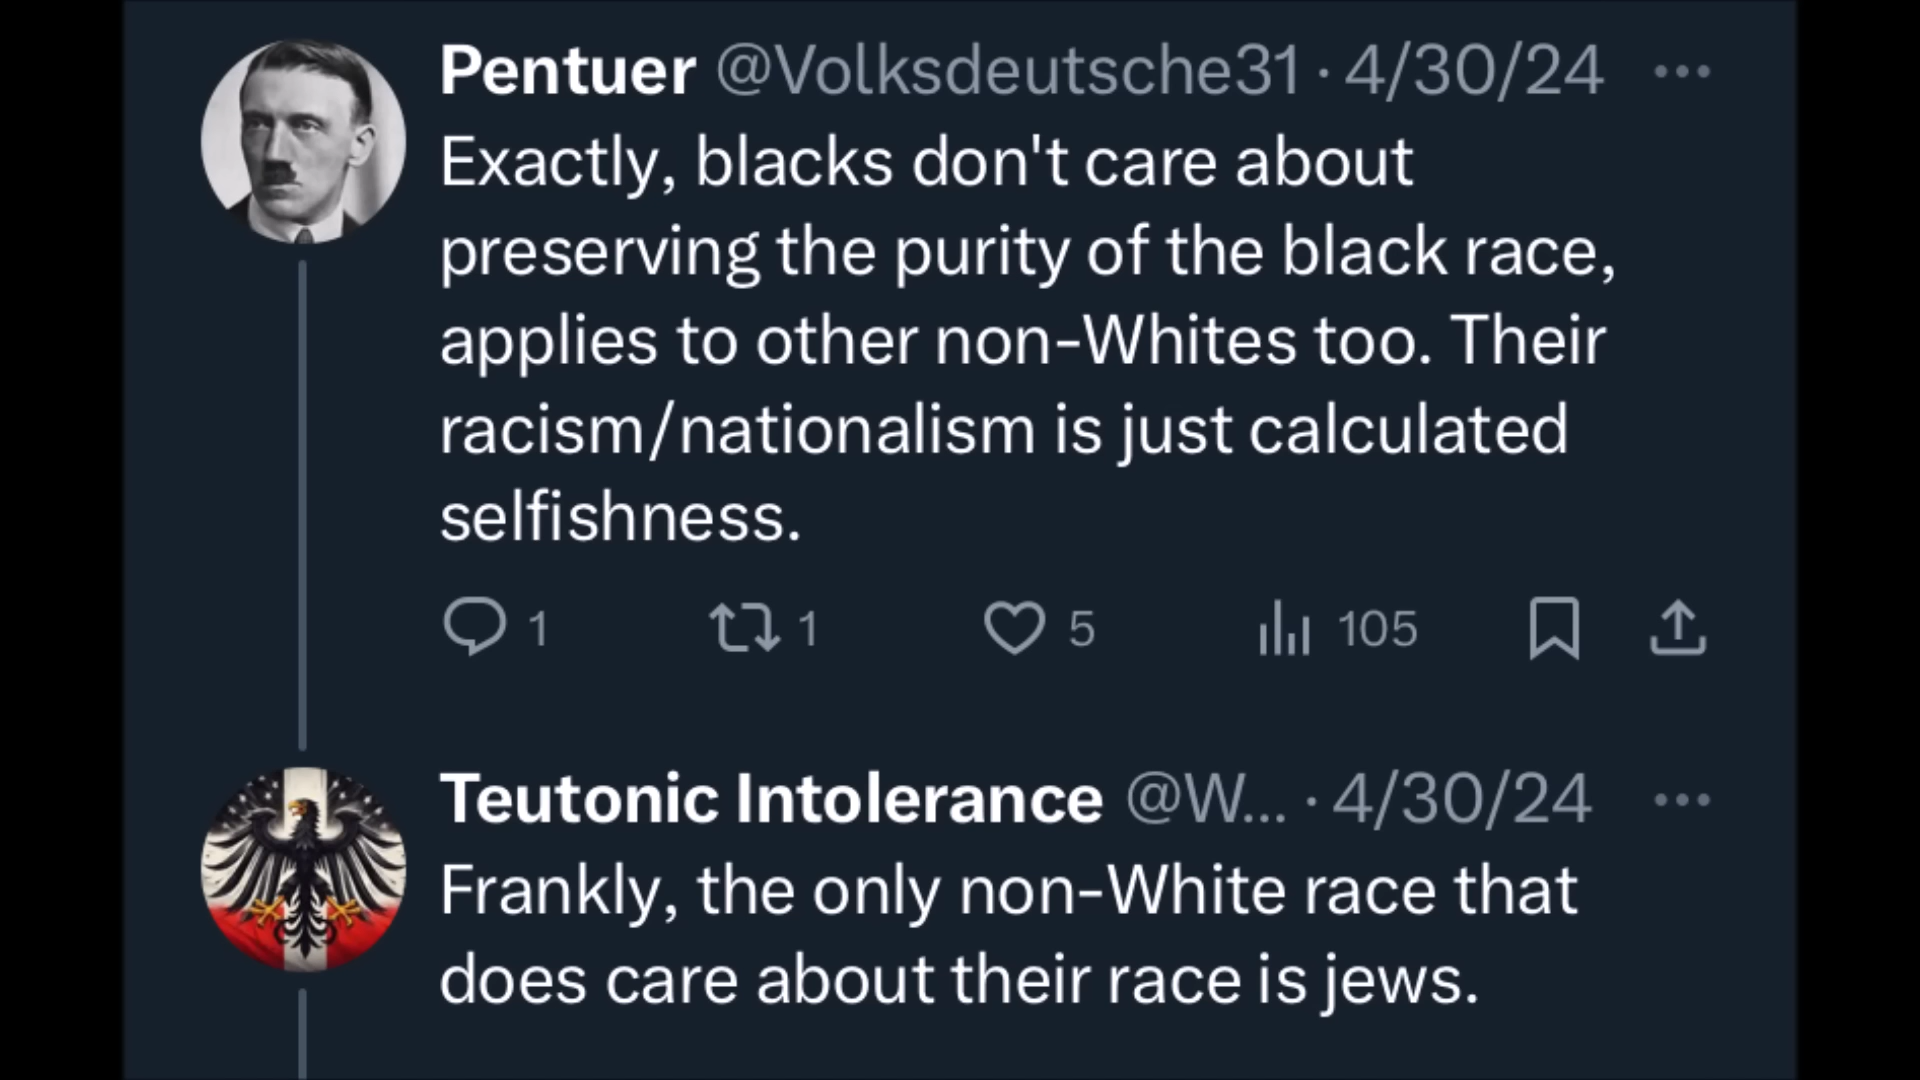 Pentuer @Volksdeutsche31 · 4/30/24
Exactly, blacks don't care about
preserving the purity of the black race,
applies to other non-Whites too. Their
racism/nationalism is just calculated
selfishness.
1 1 5 105
Teutonic Intolerance @W... · 4/30/24
Frankly, the only non-White race that
does care about their race is jews.